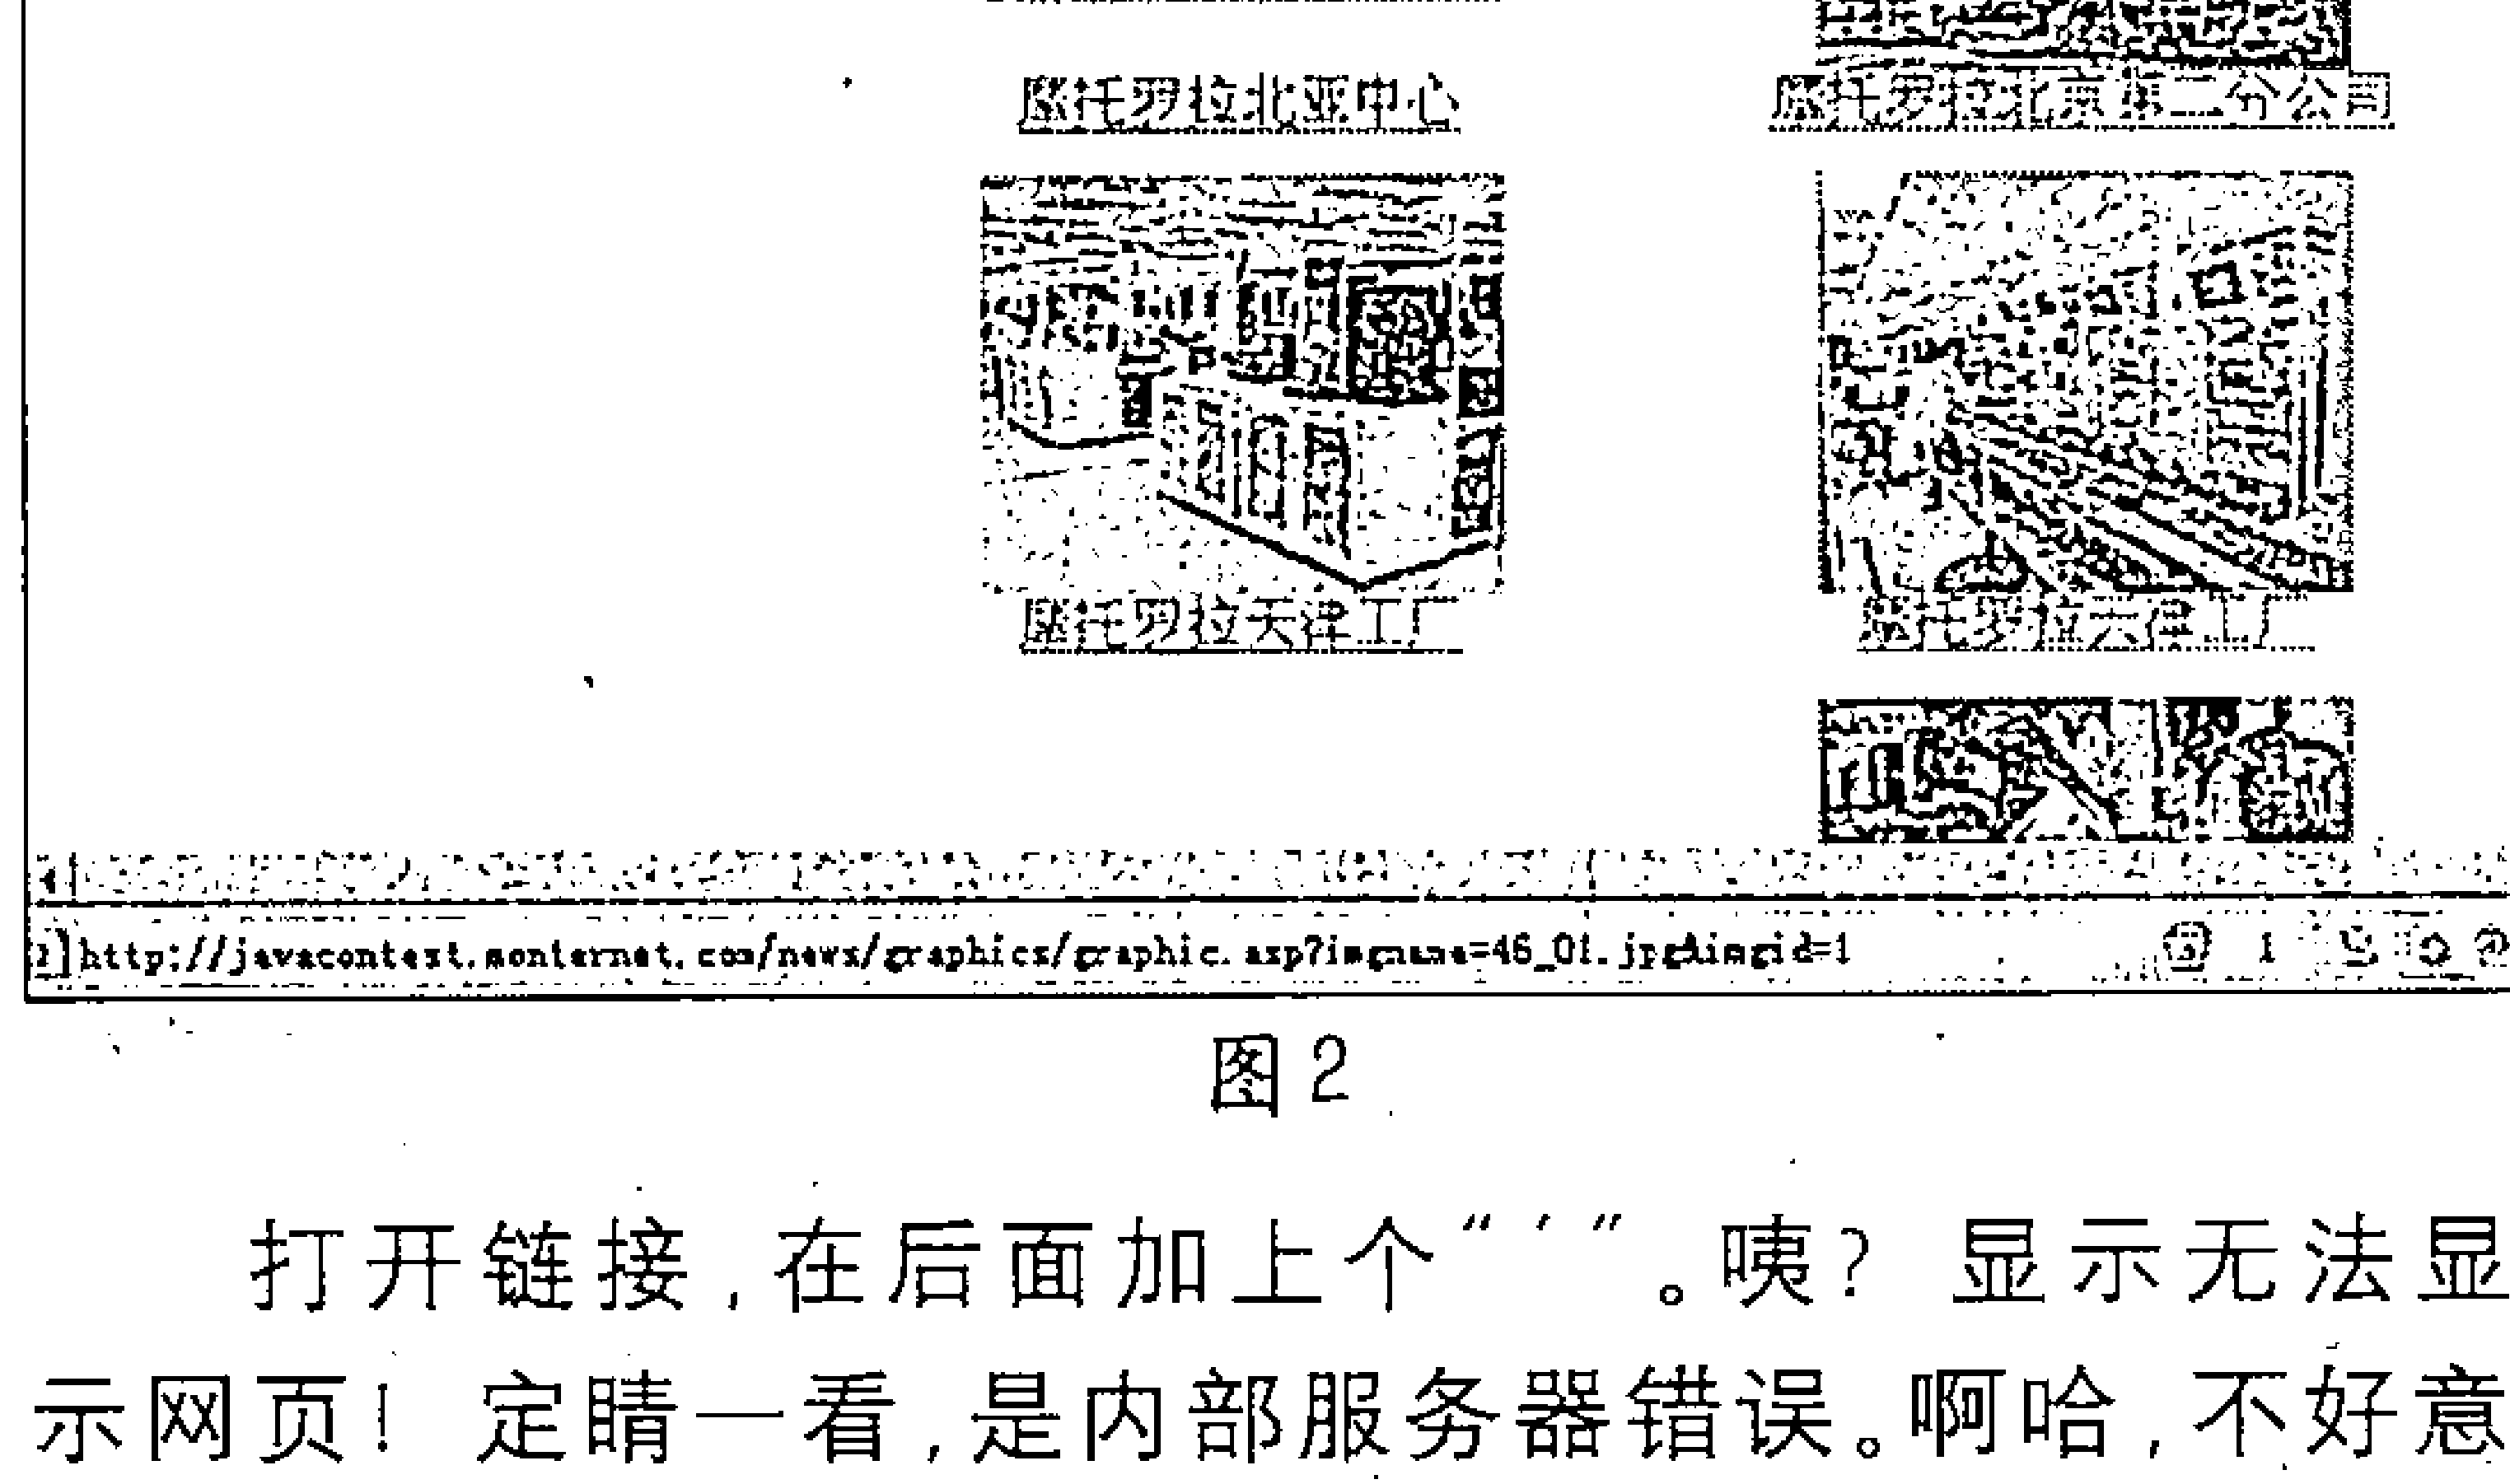 摩托罗拉北亚中心 摩托罗拉北京第二分公司
摩托罗拉天津工厂 摩托罗拉天津工厂
http://javacontest.monternet.com/news/graphics/graphic.asp?imgname=46_01.jpg&imgid=1
图2
打开链接,在后面加上个“ ′ ”。咦? 显示无法显
示网页! 定睛一看,是内部服务器错误。啊哈,不好意